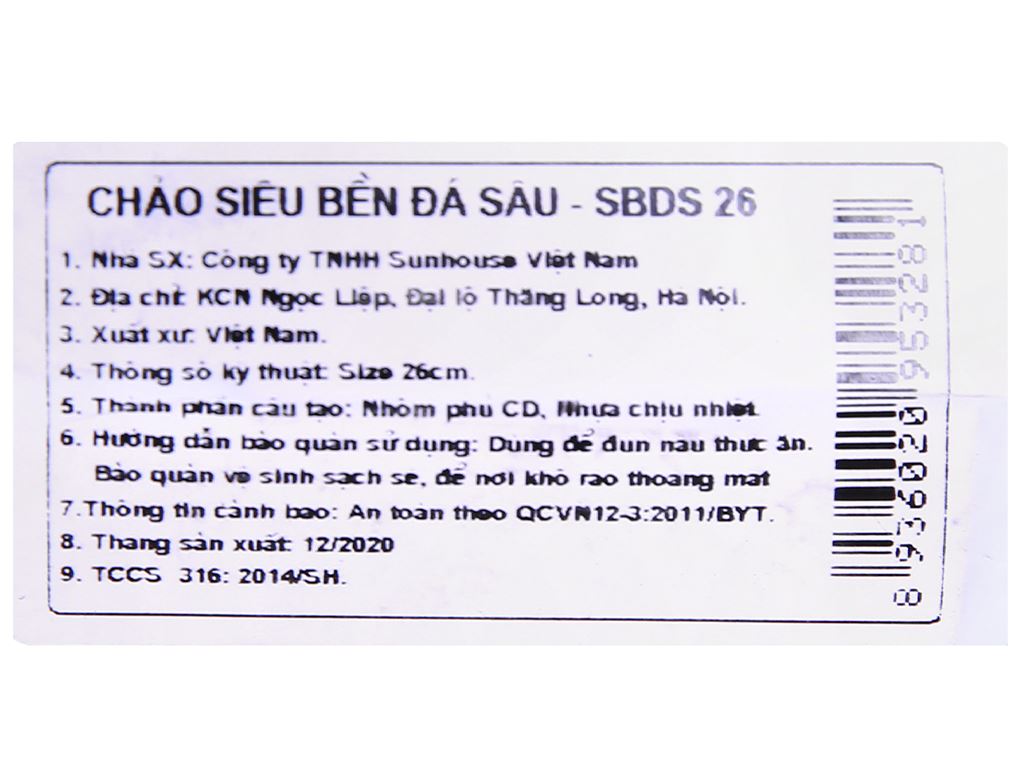 CHẢO SIÊU BỀN ĐÁ SÂU - SBDS 26
1. Nhà SX: Công ty TNHH Sunhouse Việt Nam
2. Địa chỉ: KCN Ngọc Liệp, Đại lộ Thăng Long, Hà Nội.
3. Xuất xứ: Việt Nam.
4. Thông số kỹ thuật: Size 26cm.
5. Thành phần cấu tạo: Nhôm phủ CD, Nhựa chịu nhiệt.
6. Hướng dẫn bảo quản sử dụng: Dùng để đun nấu thức ăn.
Bảo quản vệ sinh sạch sẽ, để nơi khô ráo thoáng mát
7.Thông tin cảnh báo: An toàn theo QCVN12-3:2011/BYT.
8. Tháng sản xuất: 12/2020
9. TCCS 316: 2014/SH.
8936020953281